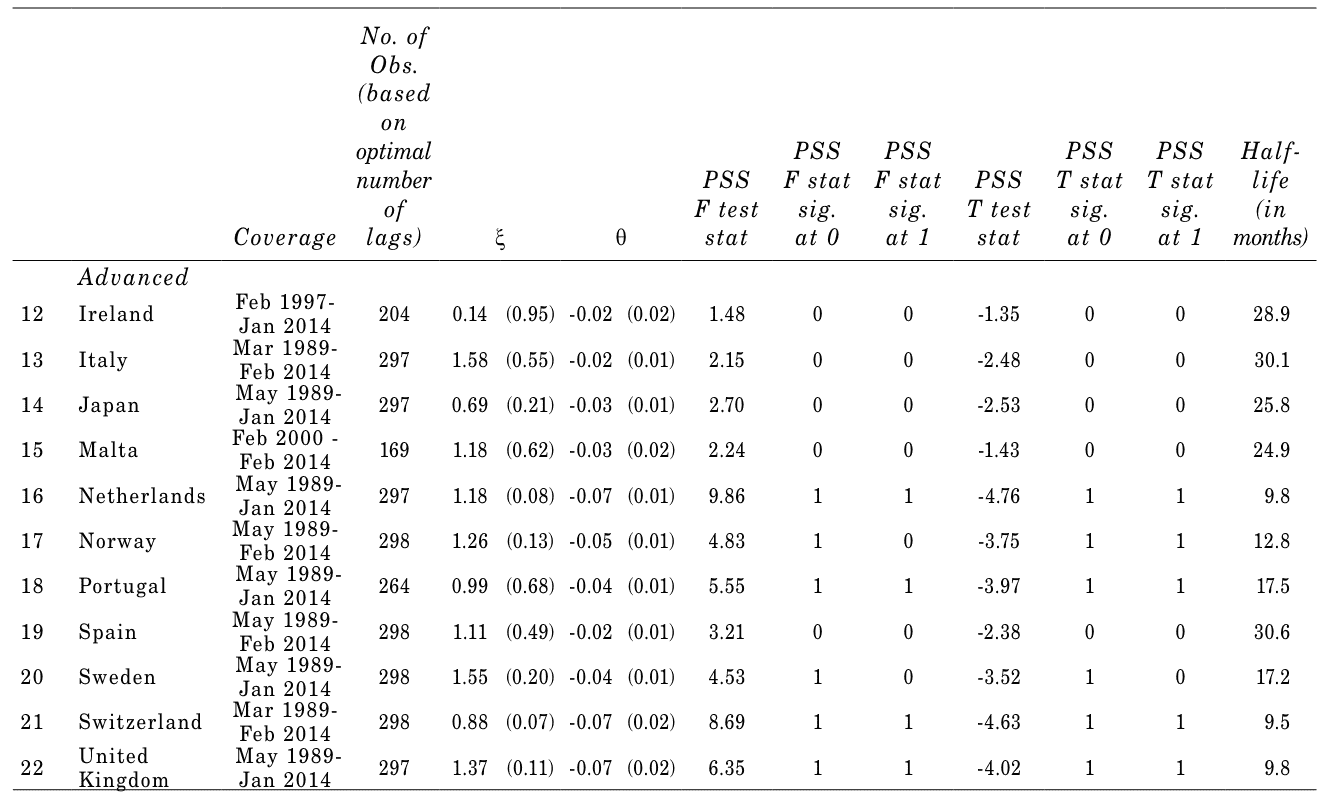 No. of
Obs.
(based
on
optimal
number
of
lags)
Coverage
ξ
θ
PSS
F test
stat
PSS
F stat
sig.
at 0
PSS
F stat
sig.
at 1
PSS
T test
stat
PSS
T stat
sig.
at 0
PSS
T stat
sig.
at 1
Half-
life
(in
months)
Advanced
12 Ireland Feb 1997- Jan 2014 204 0.14 (0.95) -0.02 (0.02) 1.48 0 0 -1.35 0 0 28.9
13 Italy Mar 1989- Feb 2014 297 1.58 (0.55) -0.02 (0.01) 2.15 0 0 -2.48 0 0 30.1
14 Japan May 1989- Jan 2014 297 0.69 (0.21) -0.03 (0.01) 2.70 0 0 -2.53 0 0 25.8
15 Malta Feb 2000 - Feb 2014 169 1.18 (0.62) -0.03 (0.02) 2.24 0 0 -1.43 0 0 24.9
16 Netherlands May 1989- Jan 2014 297 1.18 (0.08) -0.07 (0.01) 9.86 1 1 -4.76 1 1 9.8
17 Norway May 1989- Feb 2014 298 1.26 (0.13) -0.05 (0.01) 4.83 1 0 -3.75 1 1 12.8
18 Portugal May 1989- Jan 2014 264 0.99 (0.68) -0.04 (0.01) 5.55 1 1 -3.97 1 1 17.5
19 Spain May 1989- Feb 2014 298 1.11 (0.49) -0.02 (0.01) 3.21 0 0 -2.38 0 0 30.6
20 Sweden May 1989- Jan 2014 298 1.55 (0.20) -0.04 (0.01) 4.53 1 0 -3.52 1 0 17.2
21 Switzerland Mar 1989- Feb 2014 298 0.88 (0.07) -0.07 (0.02) 8.69 1 1 -4.63 1 1 9.5
22 United Kingdom May 1989- Jan 2014 297 1.37 (0.11) -0.07 (0.02) 6.35 1 1 -4.02 1 1 9.8